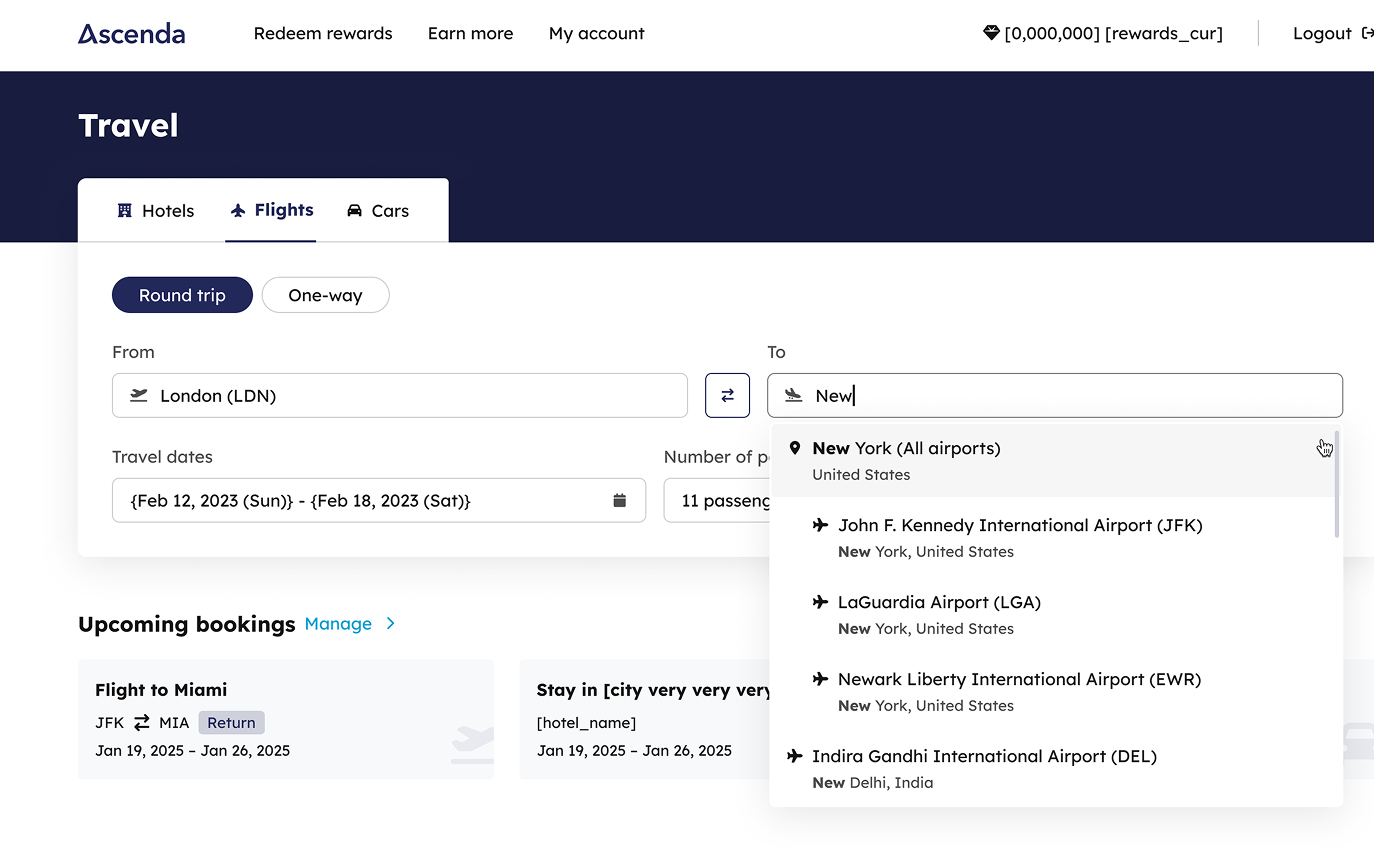 Ascenda
Redeem rewards
Earn more
My account
[0,000,000] [rewards_cur]
Logout
Travel
Hotels
Flights
Cars
Round trip
One-way
From
To
London (LDN)
New
Travel dates
Number of p
{Feb 12, 2023 (Sun)} - {Feb 18, 2023 (Sat)}
11 passeng
New York (All airports)
United States
John F. Kennedy International Airport (JFK)
New York, United States
LaGuardia Airport (LGA)
New York, United States
Newark Liberty International Airport (EWR)
New York, United States
Indira Gandhi International Airport (DEL)
New Delhi, India
Upcoming bookings
Manage
Flight to Miami
JFK MIA Return
Jan 19, 2025 – Jan 26, 2025
Stay in [city very very very
[hotel_name]
Jan 19, 2025 – Jan 26, 2025